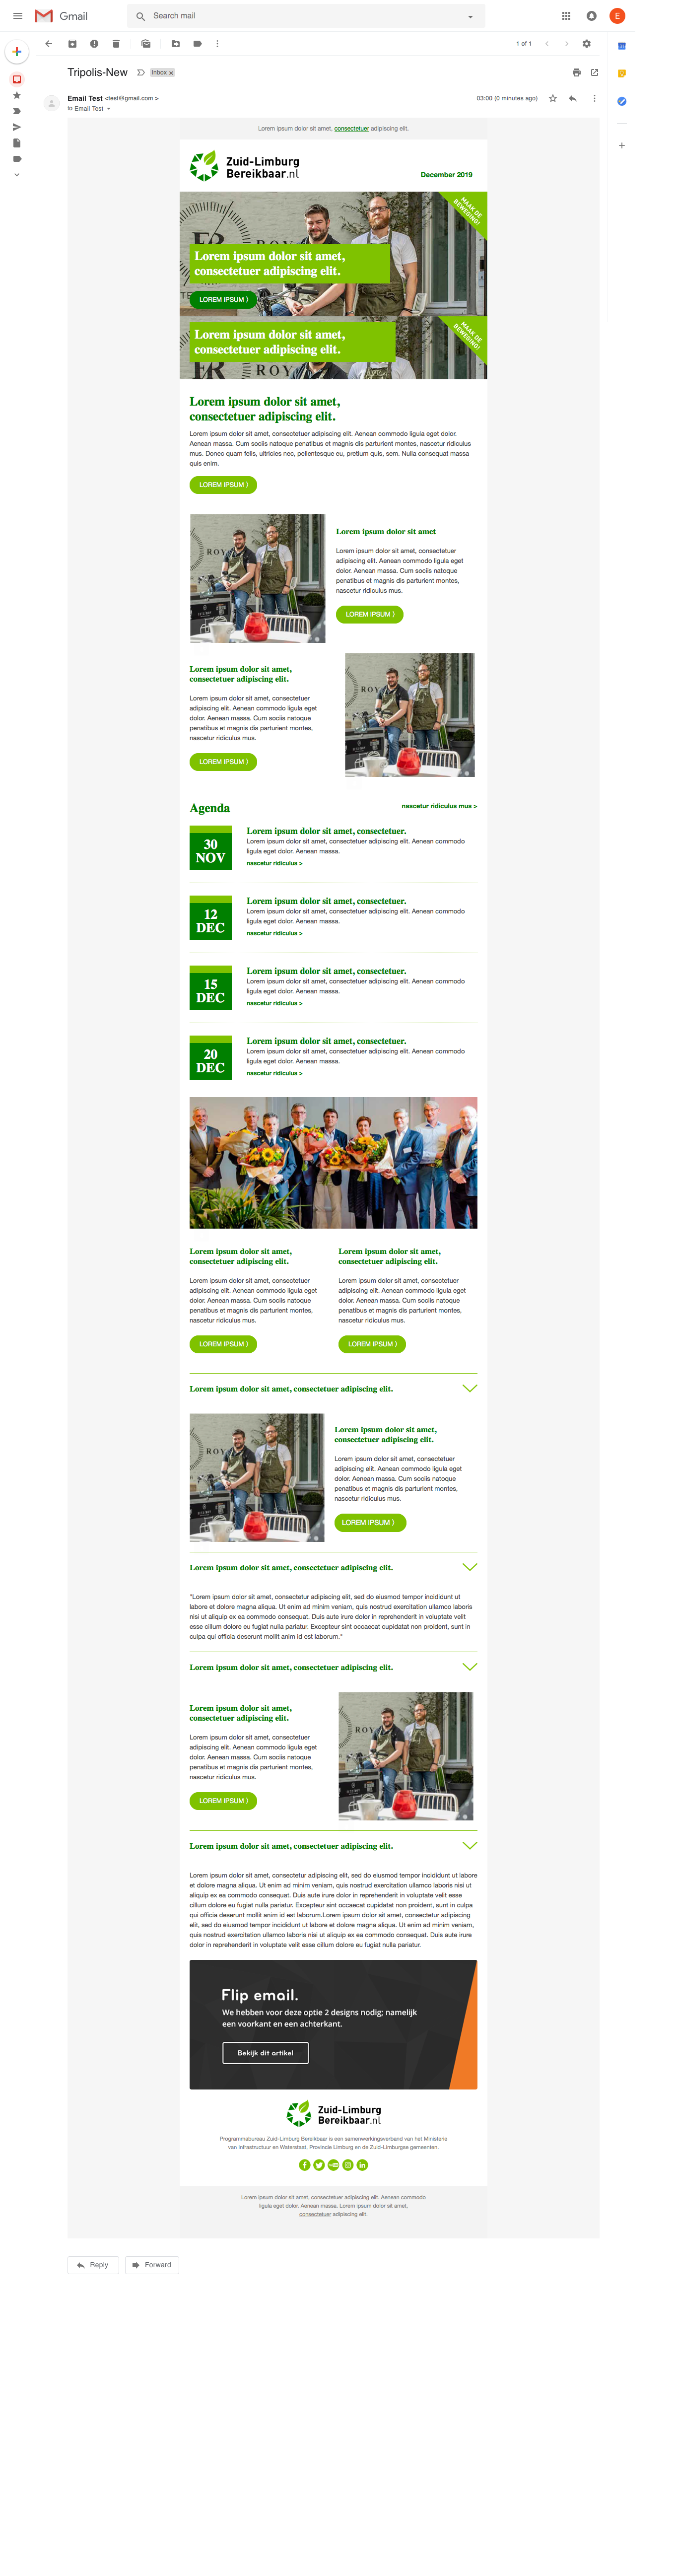 Gmail
Search mail
E
1 of 1
Tripolis-New
Inbox x
Email Test <test@gmail.com >
03:00 (0 minutes ago)
to Email Test
Lorem ipsum dolor sit amet, consectetuer adipiscing elit.
Zuid-Limburg
Bereikbaar.nl
December 2019
MAAK DE
BEWEGING!
Lorem ipsum dolor sit amet,
consectetuer adipiscing elit.
LOREM IPSUM >
MAAK DE
BEWEGING!
Lorem ipsum dolor sit amet,
consectetuer adipiscing elit.
Lorem ipsum dolor sit amet,
consectetuer adipiscing elit.
Lorem ipsum dolor sit amet, consectetuer adipiscing elit. Aenean commodo ligula eget dolor.
Aenean massa. Cum sociis natoque penatibus et magnis dis parturient montes, nascetur ridiculus
mus. Donec quam felis, ultricies nec, pellentesque eu, pretium quis, sem. Nulla consequat massa
quis enim.
LOREM IPSUM >
Lorem ipsum dolor sit amet
Lorem ipsum dolor sit amet, consectetuer
adipiscing elit. Aenean commodo ligula eget
dolor. Aenean massa. Cum sociis natoque
penatibus et magnis dis parturient montes,
nascetur ridiculus mus.
LOREM IPSUM >
Lorem ipsum dolor sit amet,
consectetuer adipiscing elit.
Lorem ipsum dolor sit amet, consectetuer
adipiscing elit. Aenean commodo ligula eget
dolor. Aenean massa. Cum sociis natoque
penatibus et magnis dis parturient montes,
nascetur ridiculus mus.
LOREM IPSUM >
Agenda
nascetur ridiculus mus >
30
NOV
Lorem ipsum dolor sit amet, consectetuer.
Lorem ipsum dolor sit amet, consectetuer adipiscing elit. Aenean commodo
ligula eget dolor. Aenean massa.
nascetur ridiculus >
12
DEC
Lorem ipsum dolor sit amet, consectetuer.
Lorem ipsum dolor sit amet, consectetuer adipiscing elit. Aenean commodo
ligula eget dolor. Aenean massa.
nascetur ridiculus >
15
DEC
Lorem ipsum dolor sit amet, consectetuer.
Lorem ipsum dolor sit amet, consectetuer adipiscing elit. Aenean commodo
ligula eget dolor. Aenean massa.
nascetur ridiculus >
20
DEC
Lorem ipsum dolor sit amet, consectetuer.
Lorem ipsum dolor sit amet, consectetuer adipiscing elit. Aenean commodo
ligula eget dolor. Aenean massa.
nascetur ridiculus >
Lorem ipsum dolor sit amet,
consectetuer adipiscing elit.
Lorem ipsum dolor sit amet, consectetuer
adipiscing elit. Aenean commodo ligula eget
dolor. Aenean massa. Cum sociis natoque
penatibus et magnis dis parturient montes,
nascetur ridiculus mus.
LOREM IPSUM >
Lorem ipsum dolor sit amet,
consectetuer adipiscing elit.
Lorem ipsum dolor sit amet, consectetuer
adipiscing elit. Aenean commodo ligula eget
dolor. Aenean massa. Cum sociis natoque
penatibus et magnis dis parturient montes,
nascetur ridiculus mus.
LOREM IPSUM >
Lorem ipsum dolor sit amet, consectetuer adipiscing elit.
Lorem ipsum dolor sit amet,
consectetuer adipiscing elit.
Lorem ipsum dolor sit amet, consectetuer
adipiscing elit. Aenean commodo ligula eget
dolor. Aenean massa. Cum sociis natoque
penatibus et magnis dis parturient montes,
nascetur ridiculus mus.
LOREM IPSUM >
Lorem ipsum dolor sit amet, consectetuer adipiscing elit.
"Lorem ipsum dolor sit amet, consectetur adipiscing elit, sed do eiusmod tempor incididunt ut
labore et dolore magna aliqua. Ut enim ad minim veniam, quis nostrud exercitation ullamco laboris
nisi ut aliquip ex ea commodo consequat. Duis aute irure dolor in reprehenderit in voluptate velit
esse cillum dolore eu fugiat nulla pariatur. Excepteur sint occaecat cupidatat non proident, sunt in
culpa qui officia deserunt mollit anim id est laborum."
Lorem ipsum dolor sit amet, consectetuer adipiscing elit.
Lorem ipsum dolor sit amet,
consectetuer adipiscing elit.
Lorem ipsum dolor sit amet, consectetuer
adipiscing elit. Aenean commodo ligula eget
dolor. Aenean massa. Cum sociis natoque
penatibus et magnis dis parturient montes,
nascetur ridiculus mus.
LOREM IPSUM >
Lorem ipsum dolor sit amet, consectetuer adipiscing elit.
Lorem ipsum dolor sit amet, consectetur adipiscing elit, sed do eiusmod tempor incididunt ut labore
et dolore magna aliqua. Ut enim ad minim veniam, quis nostrud exercitation ullamco laboris nisi ut
aliquip ex ea commodo consequat. Duis aute irure dolor in reprehenderit in voluptate velit esse
cillum dolore eu fugiat nulla pariatur. Excepteur sint occaecat cupidatat non proident, sunt in culpa
qui officia deserunt mollit anim id est laborum.Lorem ipsum dolor sit amet, consectetur adipiscing
elit, sed do eiusmod tempor incididunt ut labore et dolore magna aliqua. Ut enim ad minim veniam,
quis nostrud exercitation ullamco laboris nisi ut aliquip ex ea commodo consequat. Duis aute irure
dolor in reprehenderit in voluptate velit esse cillum dolore eu fugiat nulla pariatur.
Flip email.
We hebben voor deze optie 2 designs nodig; namelijk
een voorkant en een achterkant.
Bekijk dit artikel
Zuid-Limburg
Bereikbaar.nl
Programmabureau Zuid-Limburg Bereikbaar is een samenwerkingsverband van het Ministerie
van Infrastructuur en Waterstaat, Provincie Limburg en de Zuid-Limburgse gemeenten.
Lorem ipsum dolor sit amet, consectetuer adipiscing elit. Aenean commodo
ligula eget dolor. Aenean massa. Lorem ipsum dolor sit amet,
consectetuer adipiscing elit.
Reply
Forward